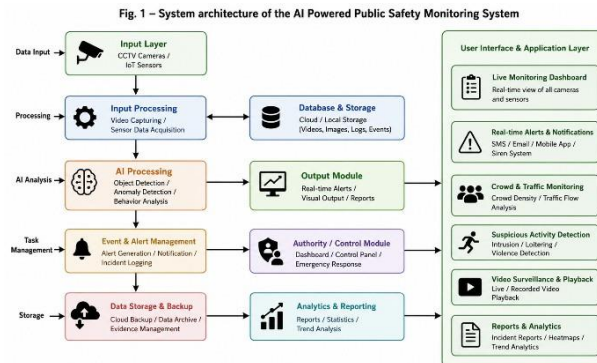 Fig. 1 – System architecture of the AI Powered Public Safety Monitoring System
Data Input
Input Layer
CCTV Cameras /
IoT Sensors
Processing
Input Processing
Video Capturing /
Sensor Data Acquisition
Database & Storage
Cloud / Local Storage
(Videos, Images, Logs, Events)
AI Analysis
AI Processing
Object Detection /
Anomaly Detection /
Behavior Analysis
Output Module
Real-time Alerts /
Visual Output / Reports
Task
Management
Event & Alert Management
Alert Generation / Notification /
Incident Logging
Authority / Control Module
Dashboard / Control Panel /
Emergency Response
Storage
Data Storage & Backup
Cloud Backup / Data Archive /
Evidence Management
Analytics & Reporting
Reports / Statistics /
Trend Analysis
User Interface & Application Layer
Live Monitoring Dashboard
Real-time view of all cameras
and sensors
Real-time Alerts & Notifications
SMS / Email / Mobile App /
Siren System
Crowd & Traffic Monitoring
Crowd Density / Traffic Flow
Analysis
Suspicious Activity Detection
Intrusion / Loitering /
Violence Detection
Video Surveillance & Playback
Live / Recorded Video
Playback
Reports & Analytics
Incident Reports / Heatmaps /
Trend Analytics